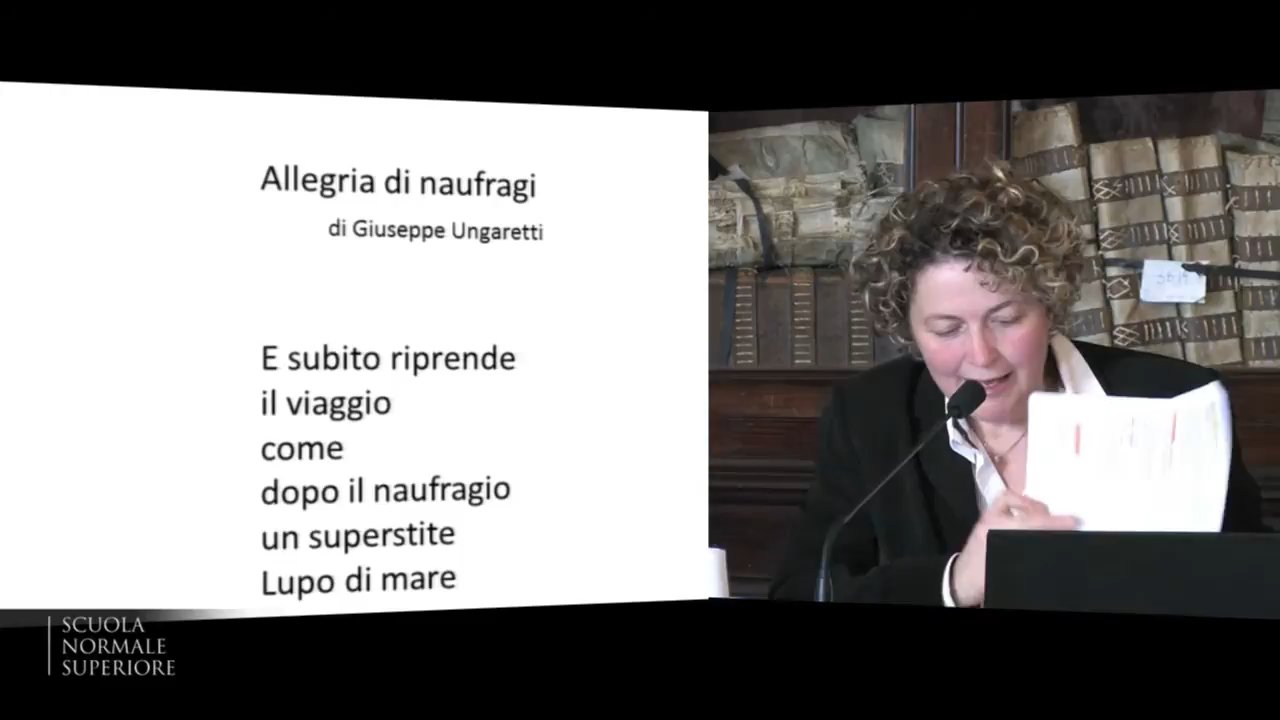 Allegria di naufragi
di Giuseppe Ungaretti
E subito riprende
il viaggio
come
dopo il naufragio
un superstite
Lupo di mare
SCUOLA
NORMALE
SUPERIORE